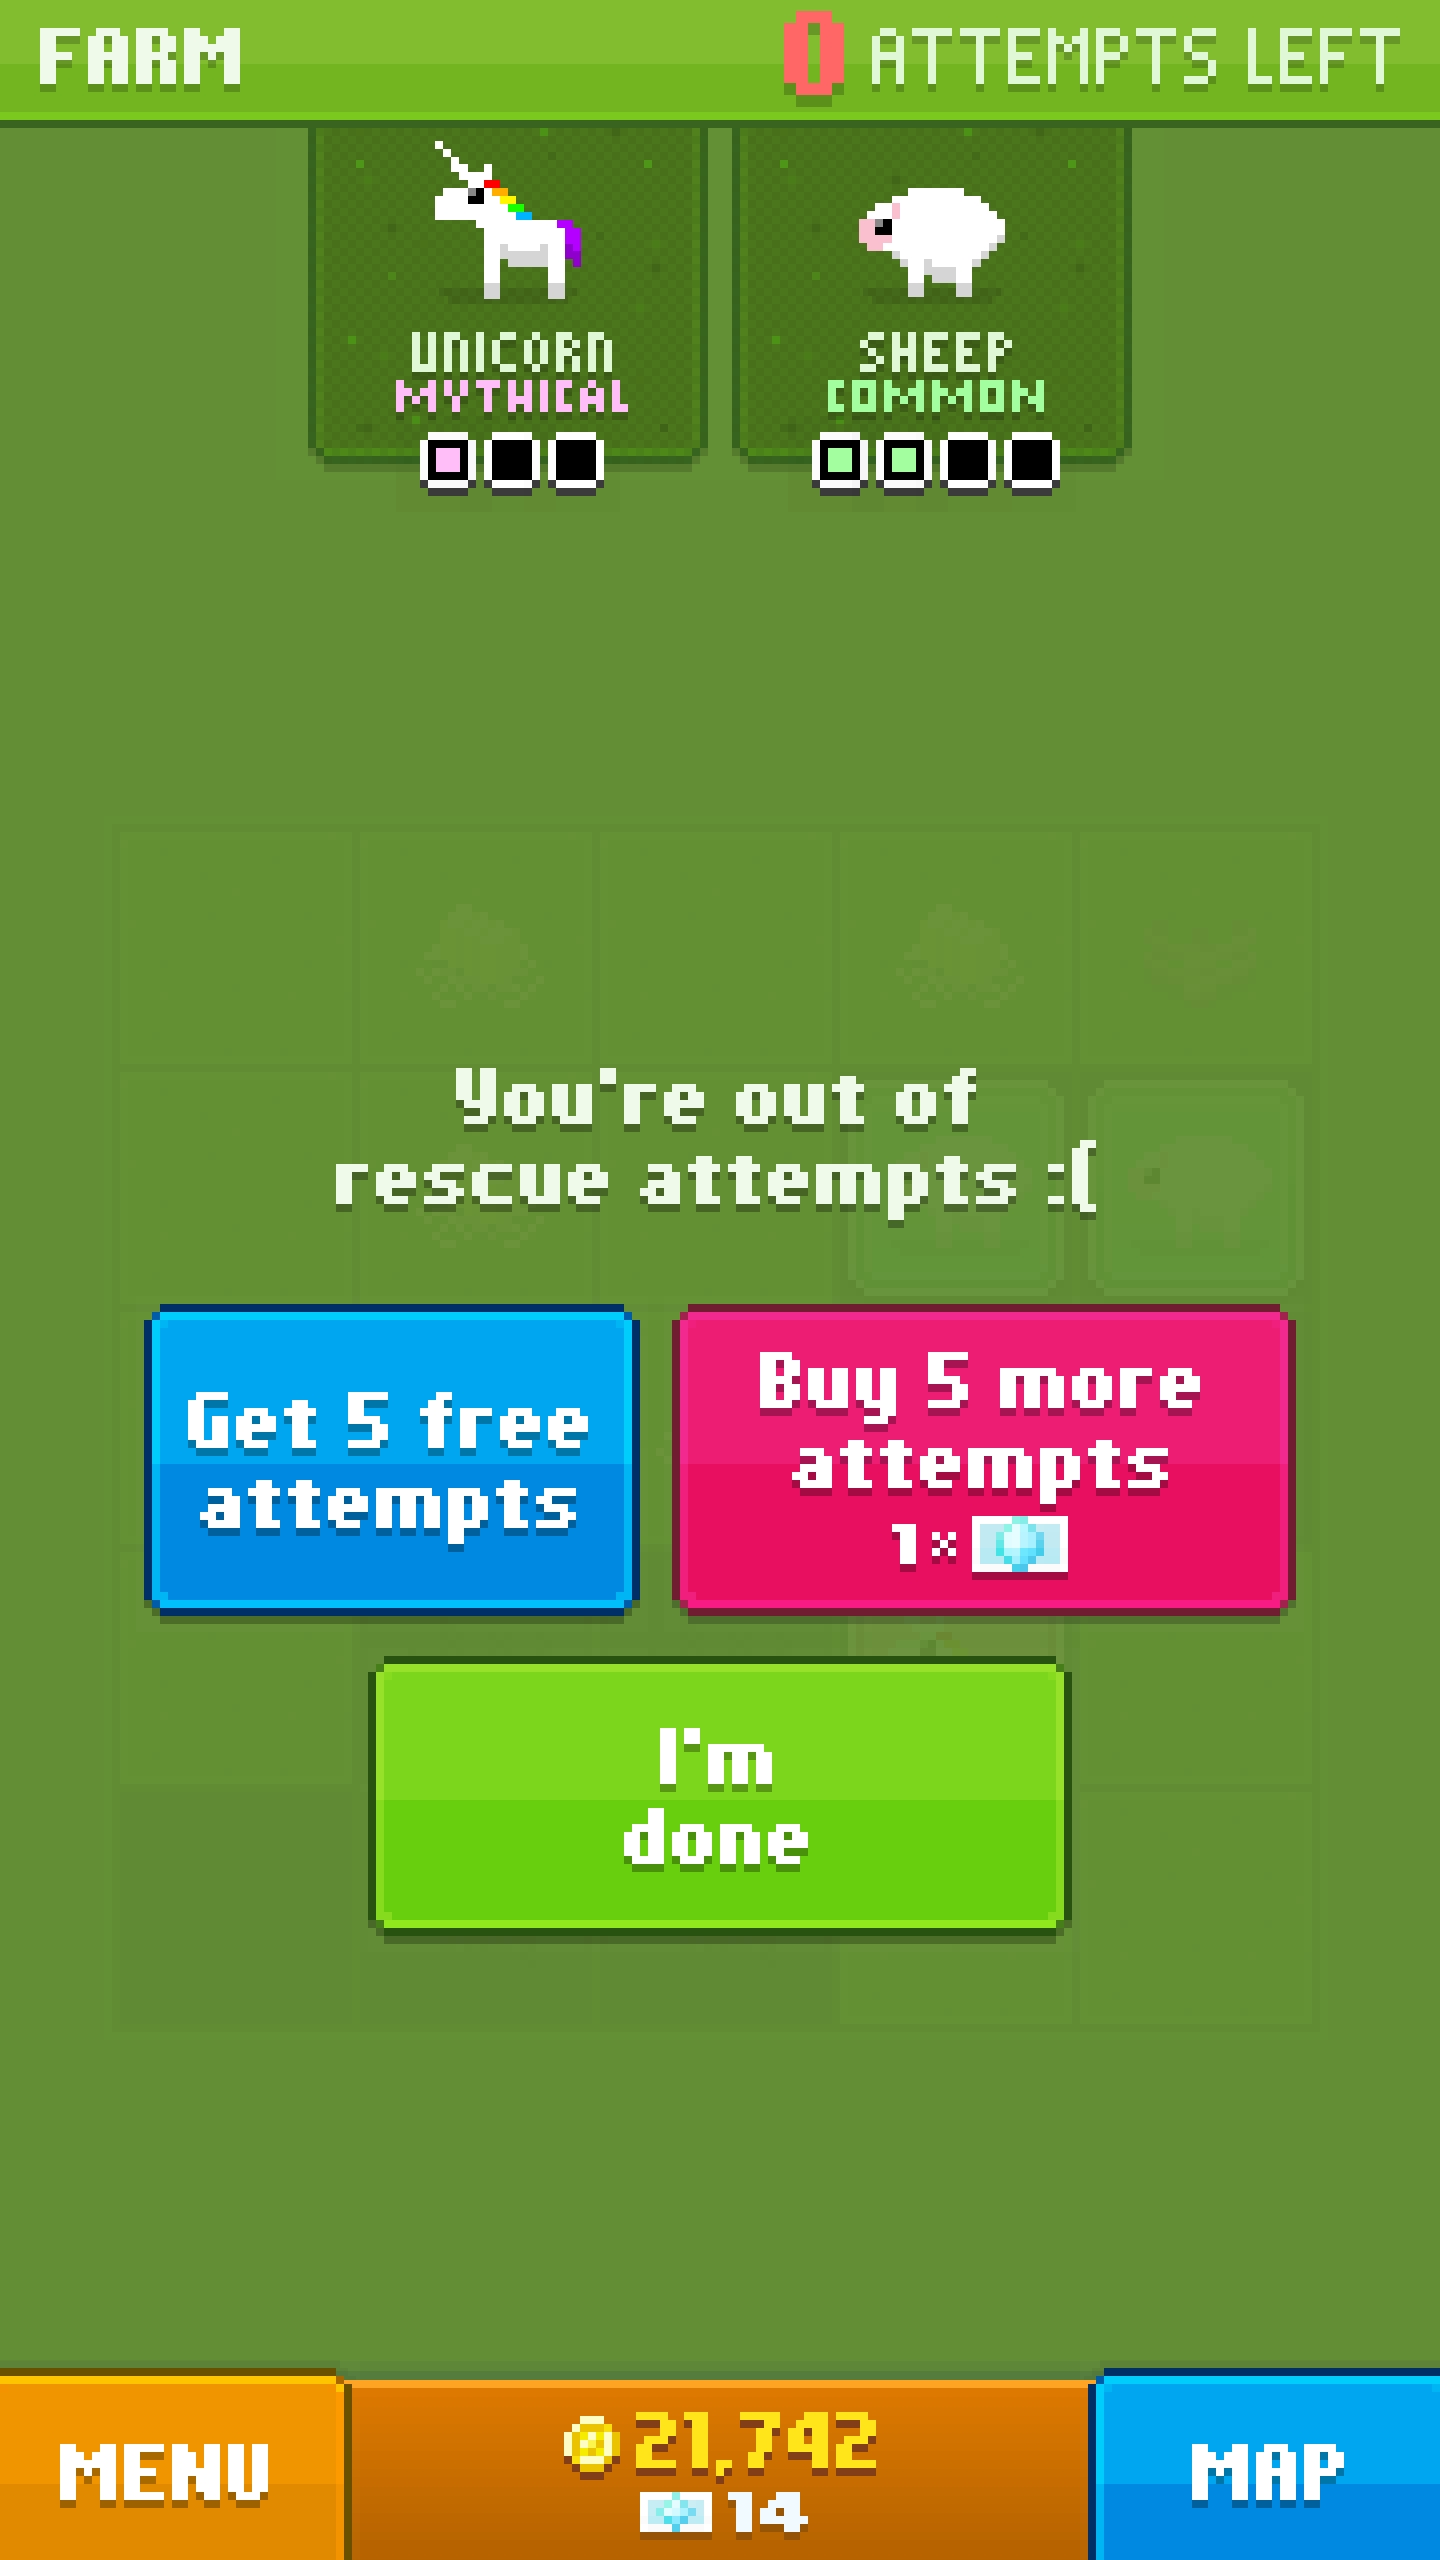 FARM
0 ATTEMPTS LEFT
UNICORN
MYTHICAL
SHEEP
COMMON
You're out of
rescue attempts :(
Get 5 free
attempts
Buy 5 more
attempts
1×
I'm
done
MENU
21,742
14
MAP